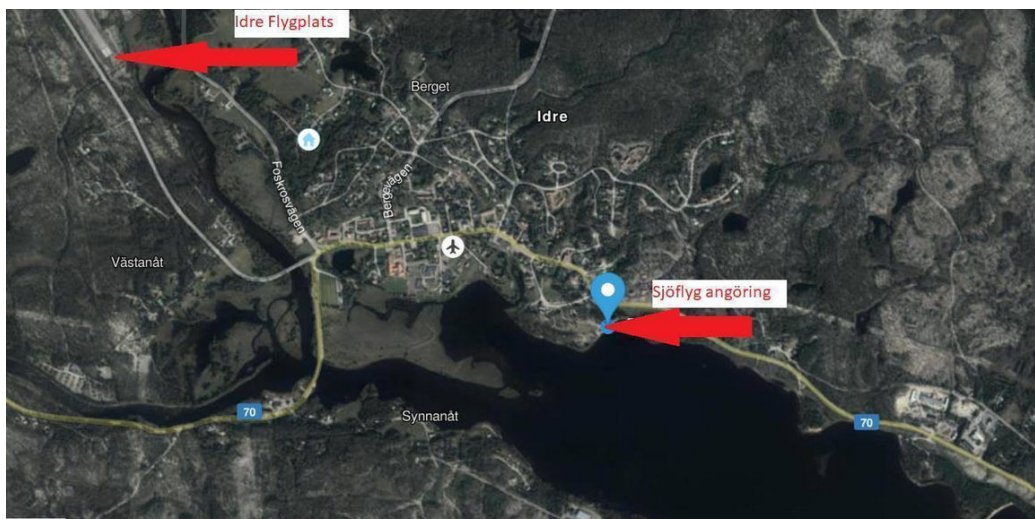 Idre Flygplats
Berget
Idre
Foskrosvägen
Bergevägen
Västanåt
Sjöflyg angöring
70
Synnanåt
70